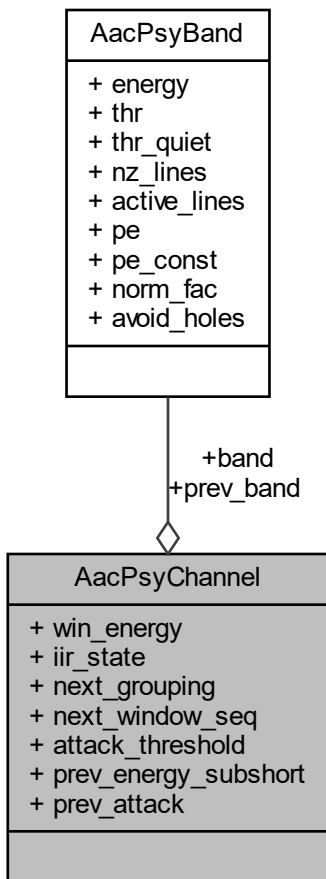 AacPsyBand
+ energy
+ thr
+ thr_quiet
+ nz_lines
+ active_lines
+ pe
+ pe_const
+ norm_fac
+ avoid_holes
+band
+prev_band
AacPsyChannel
+ win_energy
+ iir_state
+ next_grouping
+ next_window_seq
+ attack_threshold
+ prev_energy_subshort
+ prev_attack